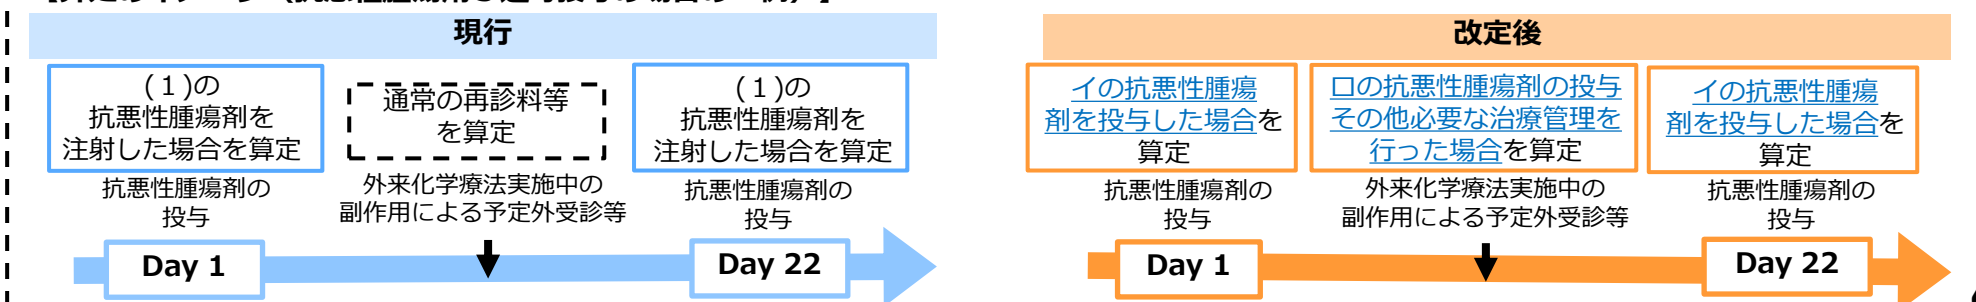 現行
(１)の
抗悪性腫瘍剤を
注射した場合を算定
通常の再診料等
を算定
(１)の
抗悪性腫瘍剤を
注射した場合を算定
抗悪性腫瘍剤の
投与
外来化学療法実施中の
副作用による予定外受診等
抗悪性腫瘍剤の
投与
Day 1
Day 22
改定後
イの抗悪性腫瘍
剤を投与した場合を
算定
ロの抗悪性腫瘍剤の投与
その他必要な治療管理を
行った場合を算定
イの抗悪性腫瘍
剤を投与した場合を
算定
抗悪性腫瘍剤の
投与
外来化学療法実施中の
副作用による予定外受診等
抗悪性腫瘍剤の
投与
Day 1
Day 22